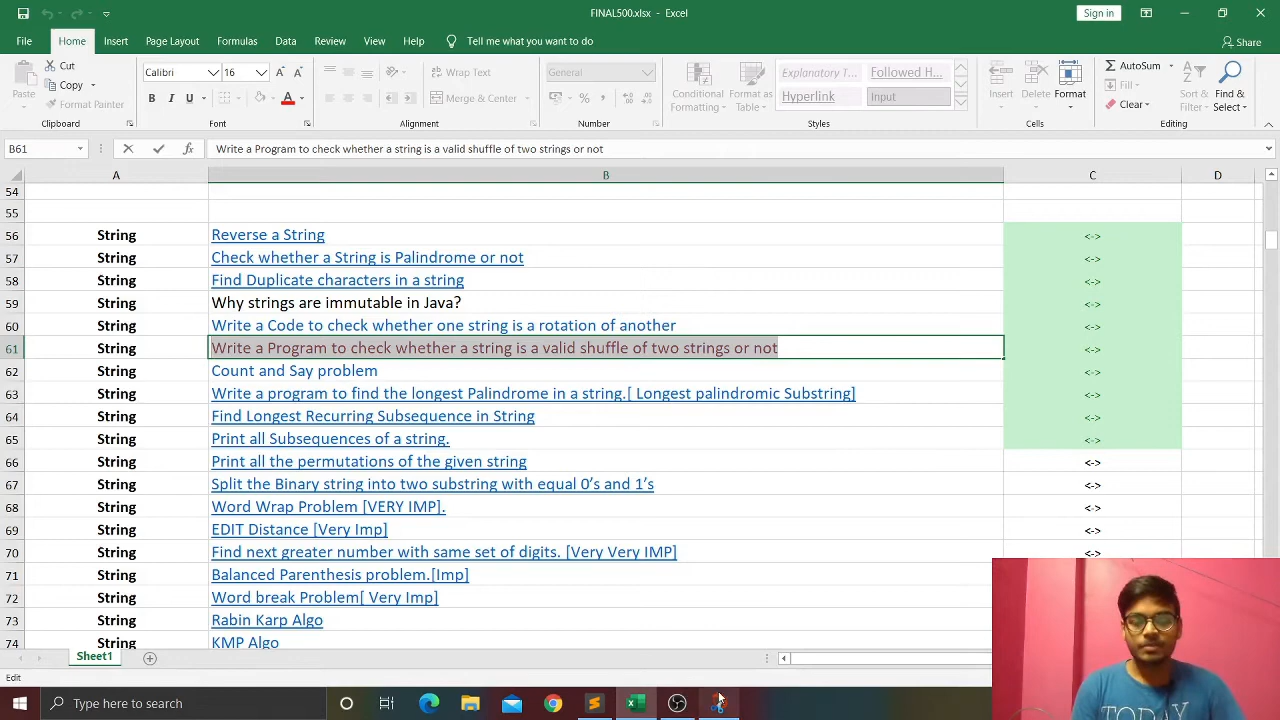 FINAL500.xlsx - Excel
Sign in
File Home Insert Page Layout Formulas Data Review View Help Tell me what you want to do Share
Paste Cut Copy Format Painter Clipboard
Calibri 16 B I U A Font
Wrap Text Merge & Center Alignment
General % Number
Conditional Formatting Format as Table Explanatory T... Followed H... Hyperlink Input Styles
Insert Delete Format Cells
AutoSum Fill Clear Sort & Filter Find & Select Editing
B61 fx Write a Program to check whether a string is a valid shuffle of two strings or not
A B C D
54
55
56 String Reverse a String <->
57 String Check whether a String is Palindrome or not <->
58 String Find Duplicate characters in a string <->
59 String Why strings are immutable in Java? <->
60 String Write a Code to check whether one string is a rotation of another <->
61 String Write a Program to check whether a string is a valid shuffle of two strings or not <->
62 String Count and Say problem <->
63 String Write a program to find the longest Palindrome in a string.[ Longest palindromic Substring] <->
64 String Find Longest Recurring Subsequence in String <->
65 String Print all Subsequences of a string. <->
66 String Print all the permutations of the given string <->
67 String Split the Binary string into two substring with equal 0’s and 1’s <->
68 String Word Wrap Problem [VERY IMP]. <->
69 String EDIT Distance [Very Imp] <->
70 String Find next greater number with same set of digits. [Very Very IMP] <->
71 String Balanced Parenthesis problem.[Imp]
72 String Word break Problem[ Very Imp]
73 String Rabin Karp Algo
74 String KMP Algo
Sheet1
Edit
Type here to search
TODAY